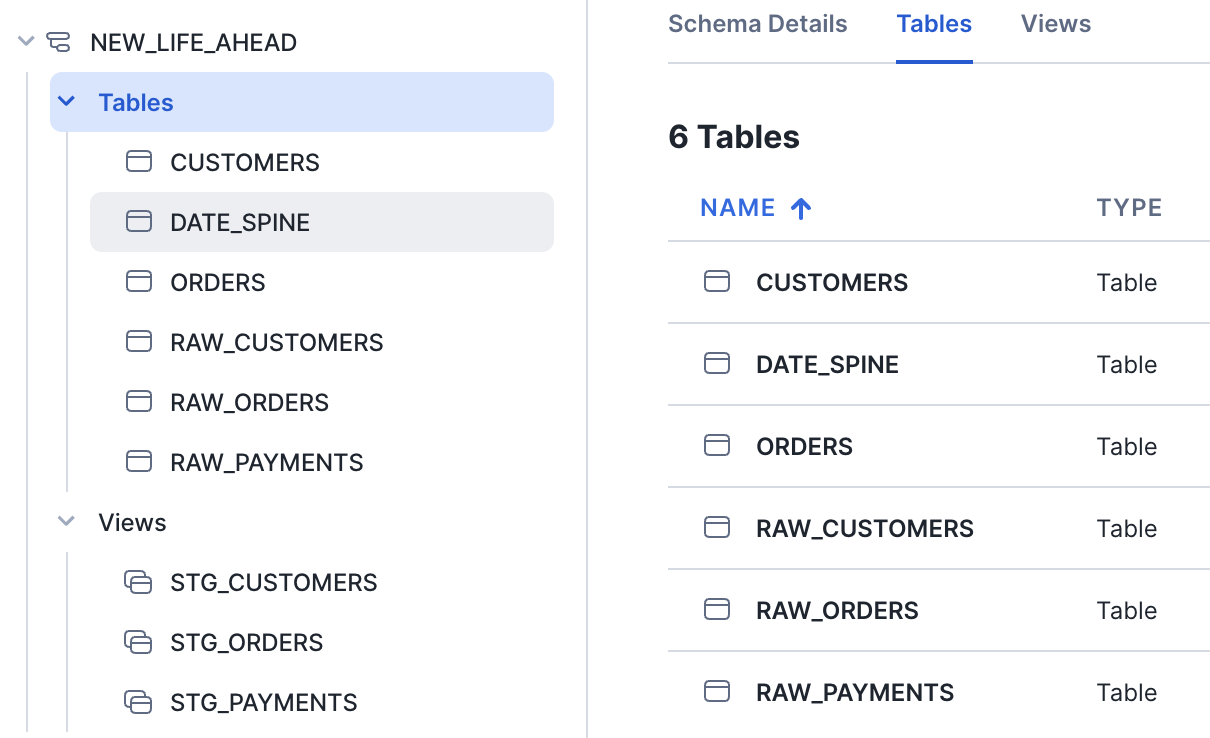 NEW_LIFE_AHEAD
Tables
CUSTOMERS
DATE_SPINE
ORDERS
RAW_CUSTOMERS
RAW_ORDERS
RAW_PAYMENTS
Views
STG_CUSTOMERS
STG_ORDERS
STG_PAYMENTS
Schema Details Tables Views
6 Tables
NAME TYPE
CUSTOMERS Table
DATE_SPINE Table
ORDERS Table
RAW_CUSTOMERS Table
RAW_ORDERS Table
RAW_PAYMENTS Table